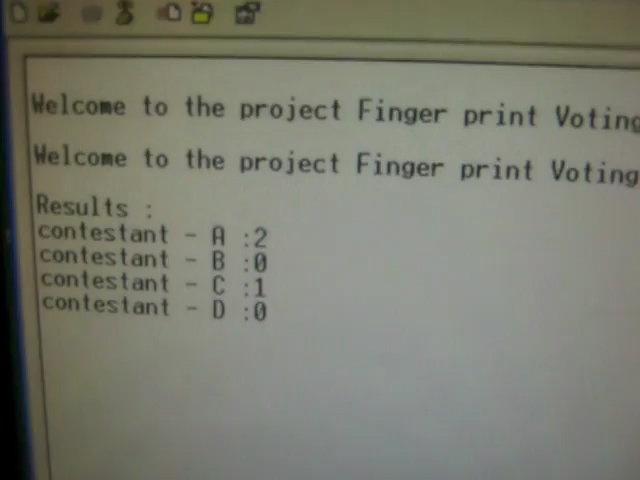 Welcome to the project Finger print Voting
Welcome to the project Finger print Voting
Results :
contestant - A :2
contestant - B :0
contestant - C :1
contestant - D :0